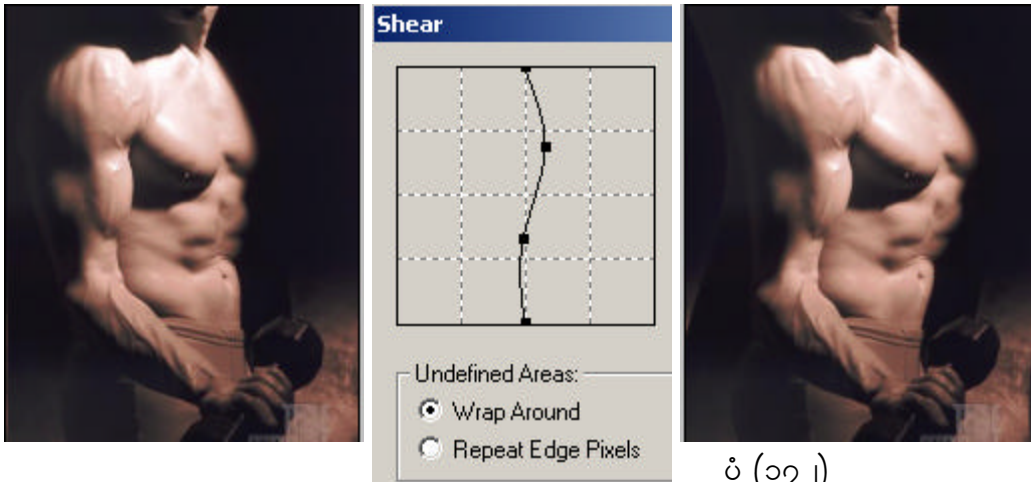 Shear
Undefined Areas:
Wrap Around
Repeat Edge Pixels
ပုံ (၁၇၂)